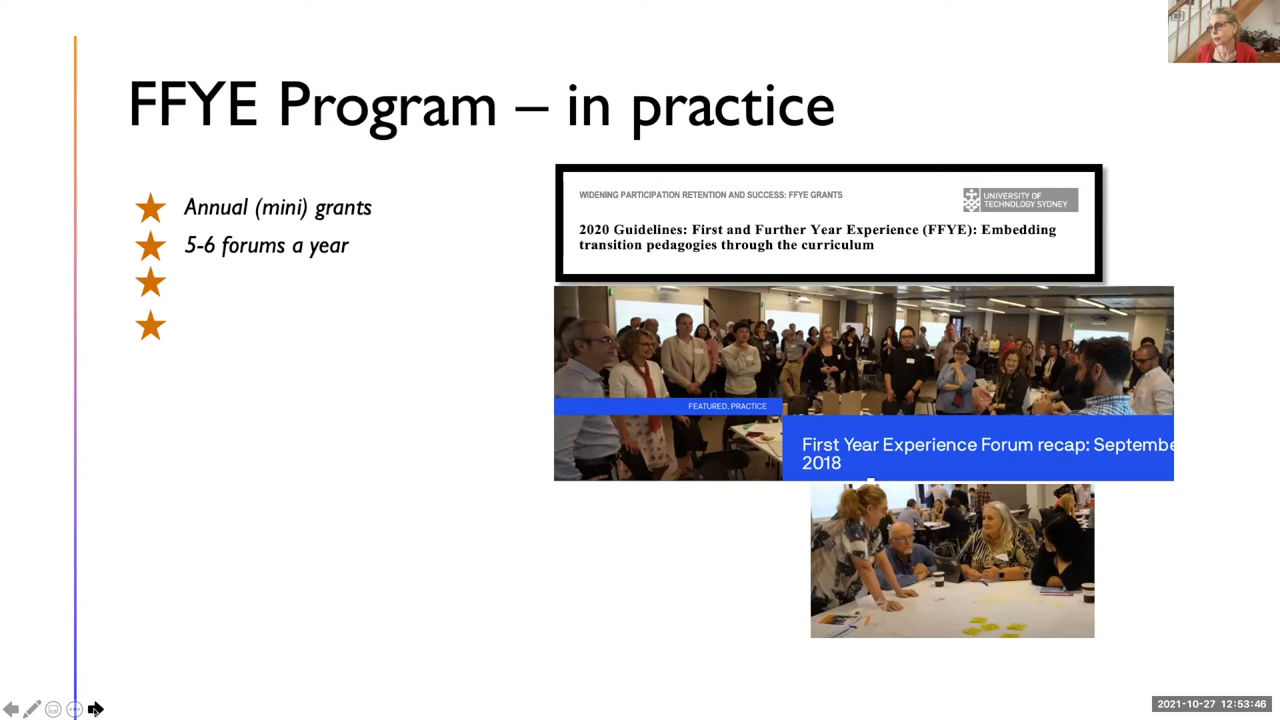 FFYE Program – in practice
Annual (mini) grants
5-6 forums a year
WIDENING PARTICIPATION RETENTION AND SUCCESS: FFYE GRANTS
UNIVERSITY OF
TECHNOLOGY SYDNEY
2020 Guidelines: First and Further Year Experience (FFYE): Embedding
transition pedagogies through the curriculum
FEATURED, PRACTICE
First Year Experience Forum recap: Septembe
2018
2021-10-27 12:53:46